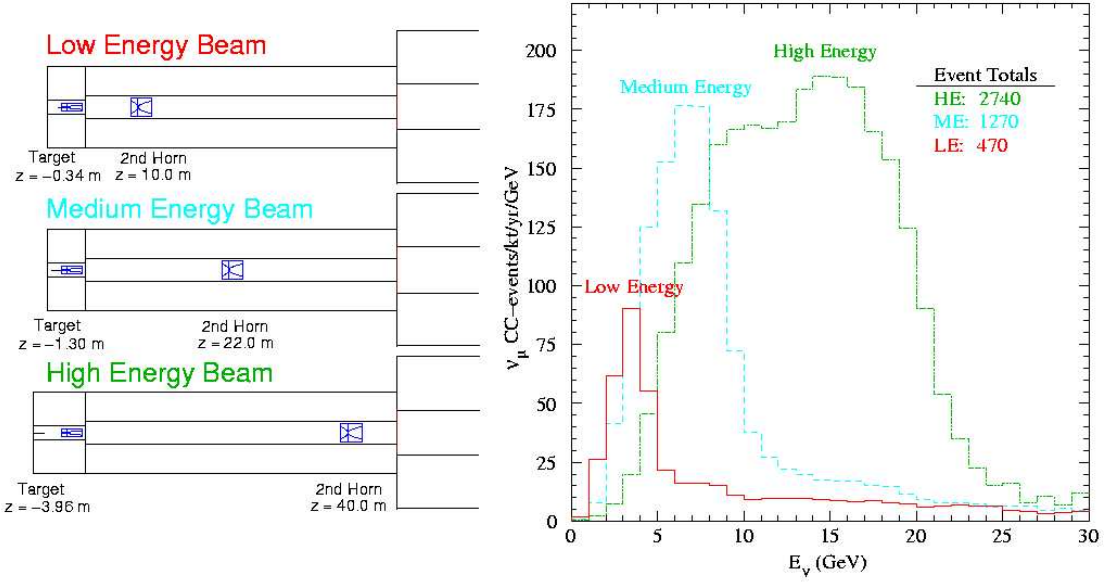 Low Energy Beam
Target
z = −0.34 m
2nd Horn
z = 10.0 m
Medium Energy Beam
Target
z = −1.30 m
2nd Horn
z = 22.0 m
High Energy Beam
Target
z = −3.96 m
2nd Horn
z = 40.0 m
ν_μ CC−events/kt/yr/GeV
200
175
150
125
100
75
50
25
0
High Energy
Medium Energy
Low Energy
Event Totals
HE: 2740
ME: 1270
LE: 470
0 5 10 15 20 25 30
E_ν (GeV)